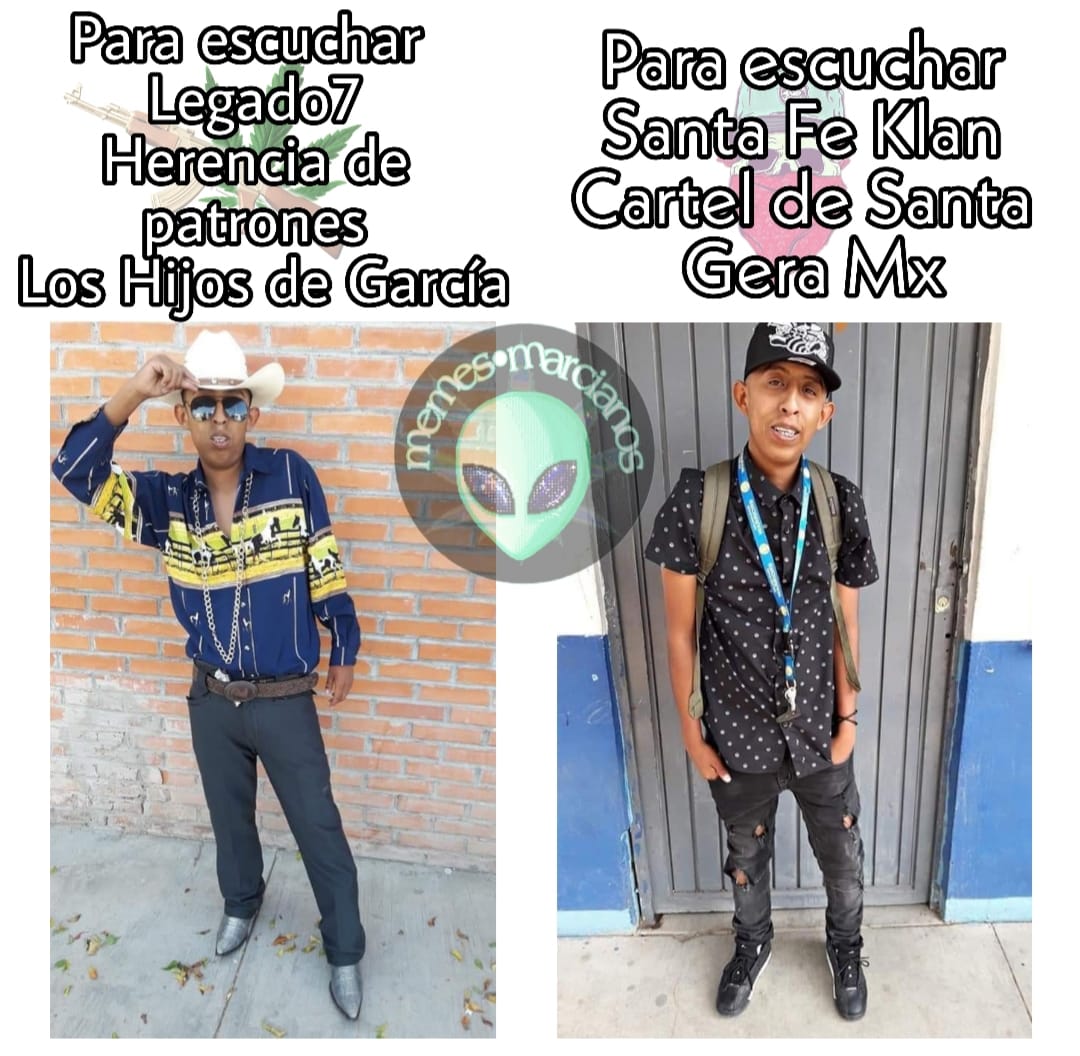 Para escuchar
Legado7
Herencia de
patrones
Los Hijos de García
Para escuchar
Santa Fe Klan
Cartel de Santa
Gera Mx
memes•marcianos